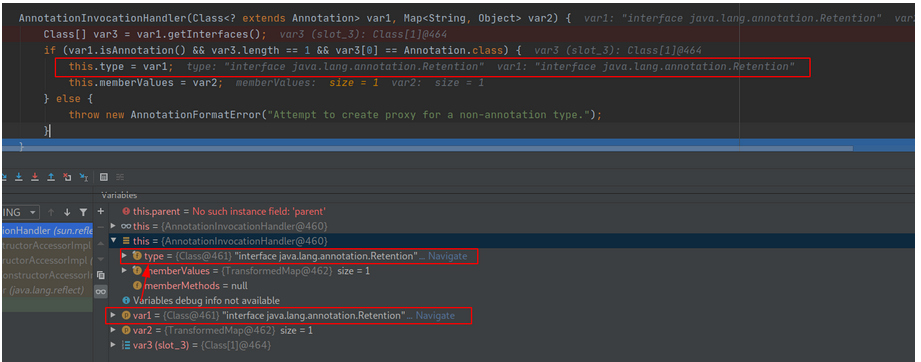 AnnotationInvocationHandler(Class<? extends Annotation> var1, Map<String, Object> var2) { var1: "interface java.lang.annotation.Retention" var
Class[] var3 = var1.getInterfaces(); var3 (slot_3): Class[1]@464
if (var1.isAnnotation() && var3.length == 1 && var3[0] == Annotation.class) { var3 (slot_3): Class[1]@464
this.type = var1; type: "interface java.lang.annotation.Retention" var1: "interface java.lang.annotation.Retention"
this.memberValues = var2; memberValues: size = 1 var2: size = 1
} else {
throw new AnnotationFormatError("Attempt to create proxy for a non-annotation type.");
}
}
Variables
ING
this.parent = No such instance field: 'parent'
this = {AnnotationInvocationHandler@460}
ionHandler (sun.refle
this = {AnnotationInvocationHandler@460}
tructorAccessorImpl
type = {Class@461} "interface java.lang.annotation.Retention"... Navigate
tructorAccessorImpl (
memberValues = {TransformedMap@462} size = 1
onstructorAccessorIm
memberMethods = null
r (java.lang.reflect)
Variables debug info not available
var1 = {Class@461} "interface java.lang.annotation.Retention"... Navigate
var2 = {TransformedMap@462} size = 1
var3 (slot_3) = {Class[1]@464}